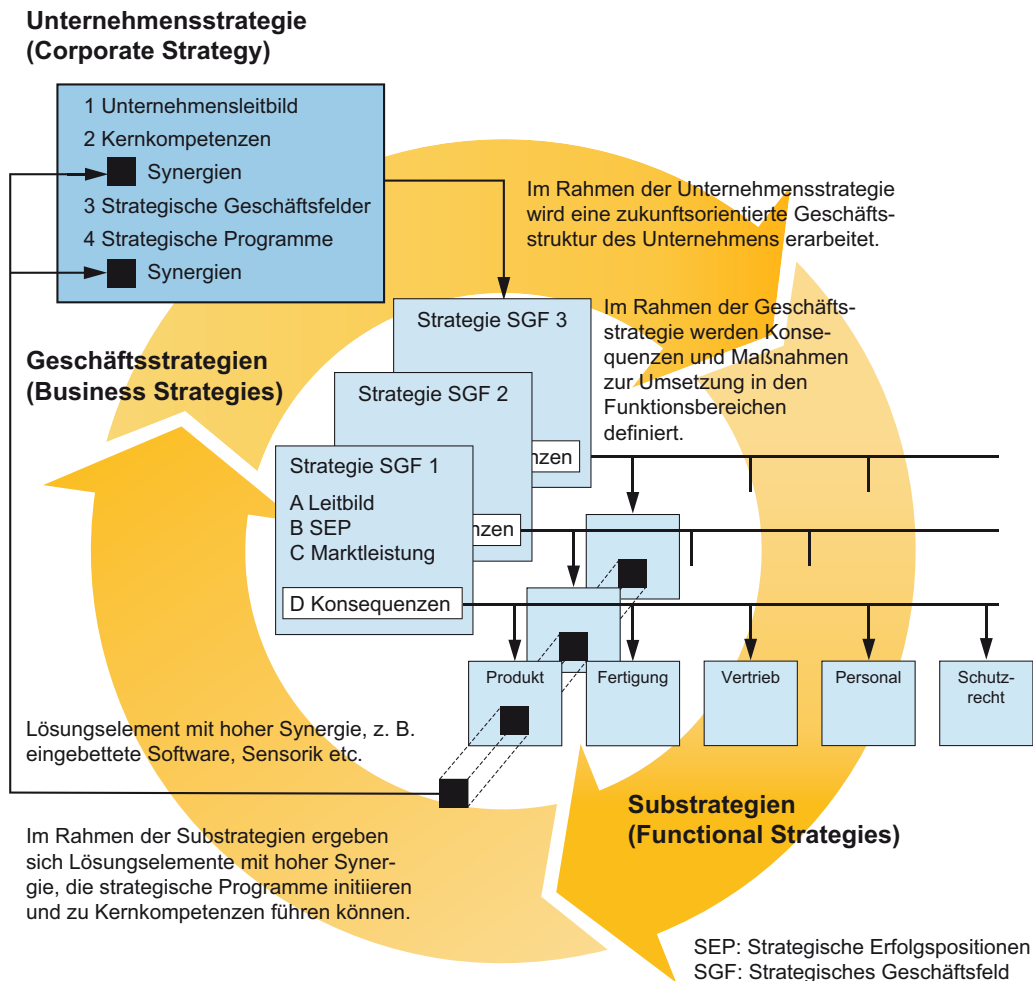 Unternehmensstrategie
(Corporate Strategy)
1 Unternehmensleitbild
2 Kernkompetenzen
Synergien
3 Strategische Geschäftsfelder
4 Strategische Programme
Synergien
Im Rahmen der Unternehmensstrategie
wird eine zukunftsorientierte Geschäfts-
struktur des Unternehmens erarbeitet.
Geschäftsstrategien
(Business Strategies)
Strategie SGF 3
nzen
Strategie SGF 2
nzen
Strategie SGF 1
A Leitbild
B SEP
C Marktleistung
D Konsequenzen
Im Rahmen der Geschäfts-
strategie werden Konse-
quenzen und Maßnahmen
zur Umsetzung in den
Funktionsbereichen
definiert.
Produkt
Fertigung
Vertrieb
Personal
Schutz-
recht
Lösungselement mit hoher Synergie, z. B.
eingebettete Software, Sensorik etc.
Substrategien
(Functional Strategies)
Im Rahmen der Substrategien ergeben
sich Lösungselemente mit hoher Syner-
gie, die strategische Programme initiieren
und zu Kernkompetenzen führen können.
SEP: Strategische Erfolgspositionen
SGF: Strategisches Geschäftsfeld